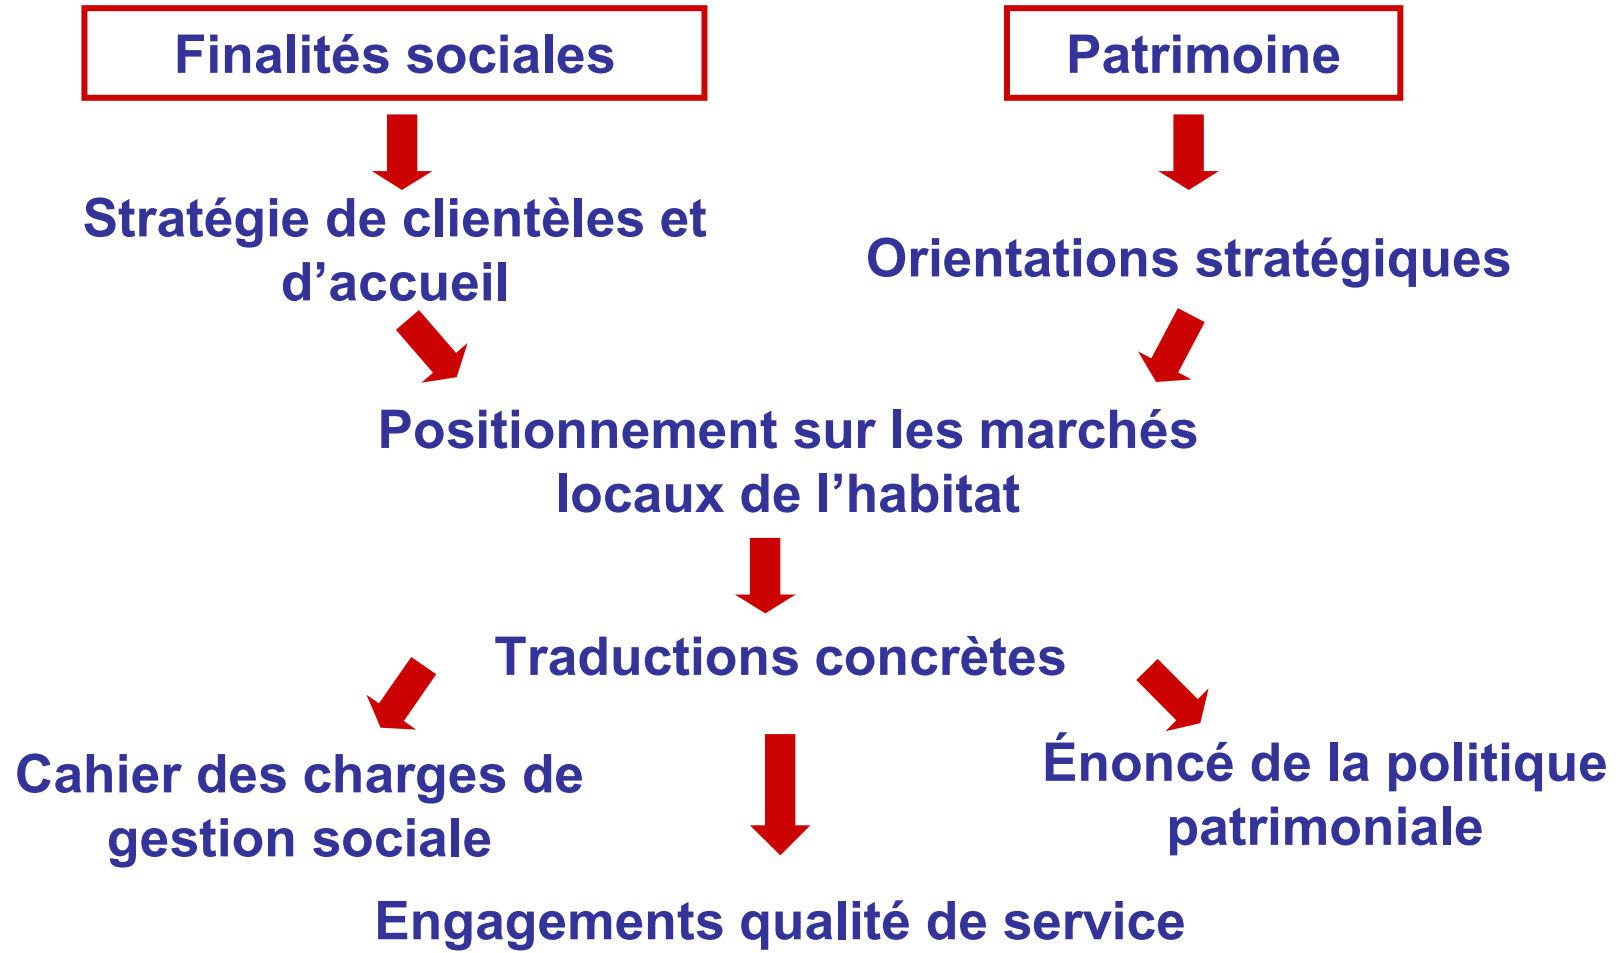 Finalités sociales
Patrimoine
Stratégie de clientèles et
d’accueil
Orientations stratégiques
Positionnement sur les marchés
locaux de l’habitat
Traductions concrètes
Cahier des charges de
gestion sociale
Énoncé de la politique
patrimoniale
Engagements qualité de service